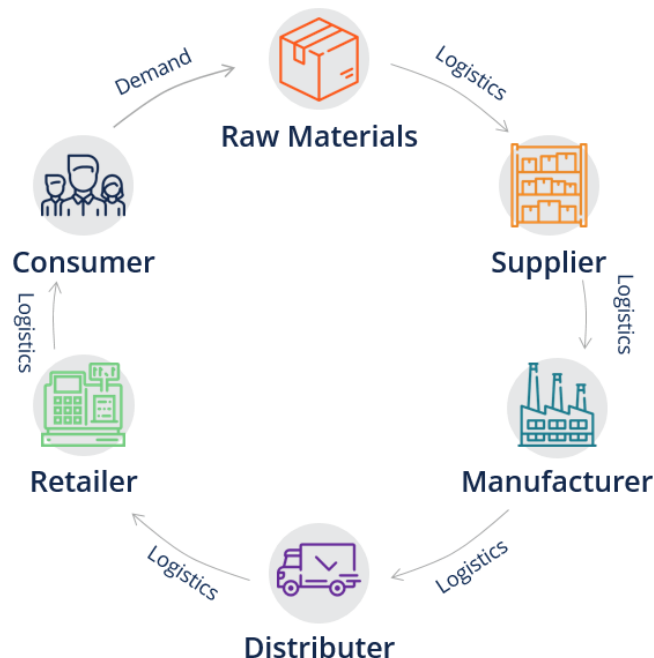 Demand
Logistics
Raw Materials
Consumer
Supplier
Logistics
Logistics
Retailer
Manufacturer
Logistics
Logistics
Distributer